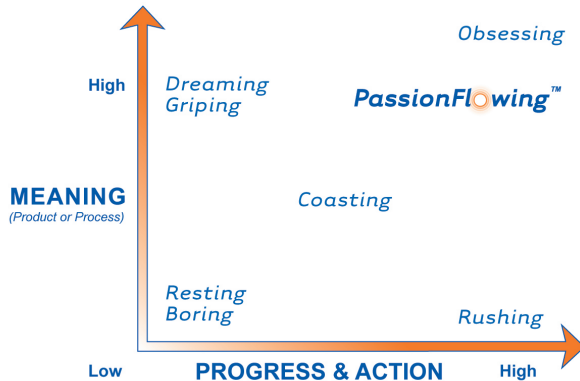 Obsessing
High
Dreaming
Griping
PassionFlowing™
MEANING
(Product or Process)
Coasting
Resting
Boring
Rushing
Low
PROGRESS & ACTION
High